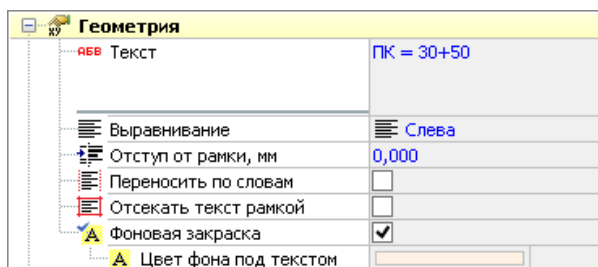 xy Геометрия
АБВ Текст ПК = 30+50
Выравнивание Слева
Отступ от рамки, мм 0,000
Переносить по словам
Отсекать текст рамкой
A Фоновая закраска
A Цвет фона под текстом